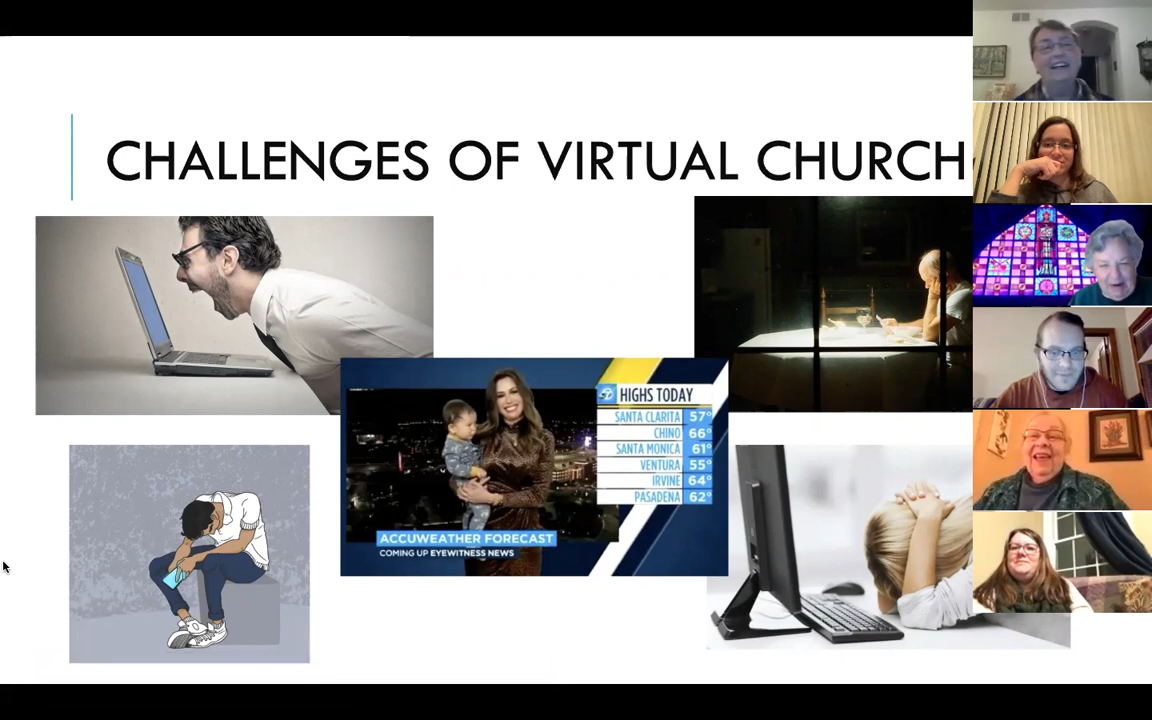 CHALLENGES OF VIRTUAL CHURCH
HIGHS TODAY
SANTA CLARITA 57°
CHINO 66°
SANTA MONICA 61°
VENTURA 55°
IRVINE 64°
PASADENA 62°
ACCUWEATHER FORECAST
COMING UP EYEWITNESS NEWS